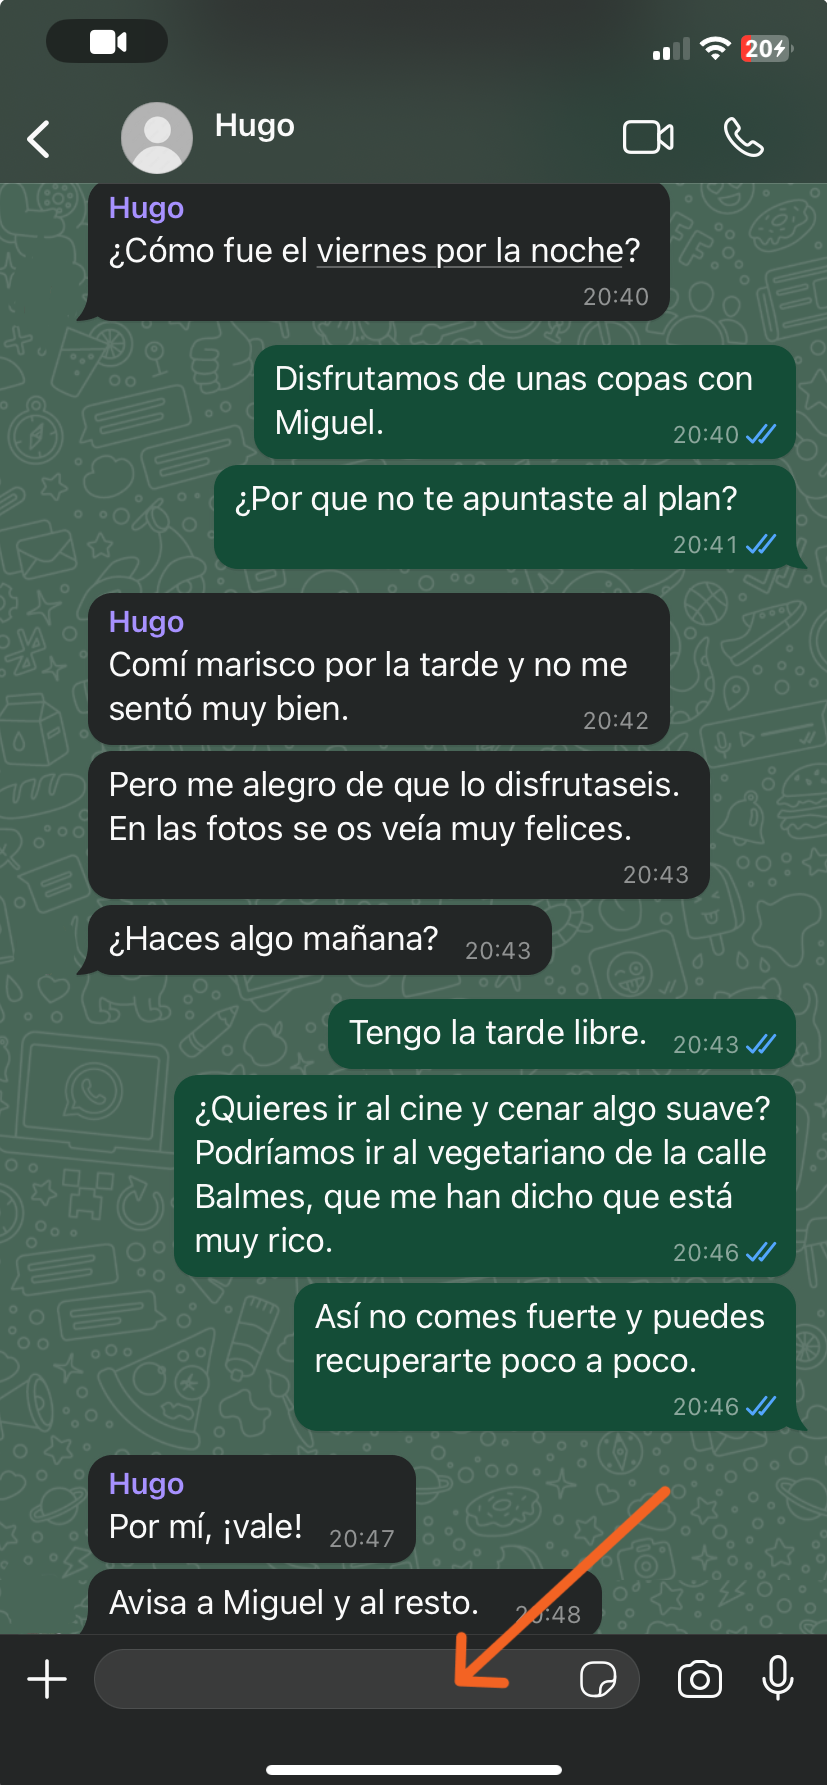 20
Hugo
Hugo
¿Cómo fue el viernes por la noche?
20:40
Disfrutamos de unas copas con
Miguel.
20:40
¿Por que no te apuntaste al plan?
20:41
Hugo
Comí marisco por la tarde y no me
sentó muy bien.
20:42
Pero me alegro de que lo disfrutaseis.
En las fotos se os veía muy felices.
20:43
¿Haces algo mañana? 20:43
Tengo la tarde libre. 20:43
¿Quieres ir al cine y cenar algo suave?
Podríamos ir al vegetariano de la calle
Balmes, que me han dicho que está
muy rico.
20:46
Así no comes fuerte y puedes
recuperarte poco a poco.
20:46
Hugo
Por mí, ¡vale! 20:47
Avisa a Miguel y al resto. 20:48